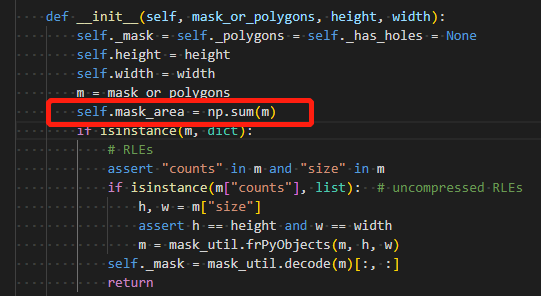 def __init__(self, mask_or_polygons, height, width):
self._mask = self._polygons = self._has_holes = None
self.height = height
self.width = width
m = mask_or_polygons
self.mask_area = np.sum(m)
if isinstance(m, dict):
# RLEs
assert "counts" in m and "size" in m
if isinstance(m["counts"], list):  # uncompressed RLEs
h, w = m["size"]
assert h == height and w == width
m = mask_util.frPyObjects(m, h, w)
self._mask = mask_util.decode(m)[:, :]
return